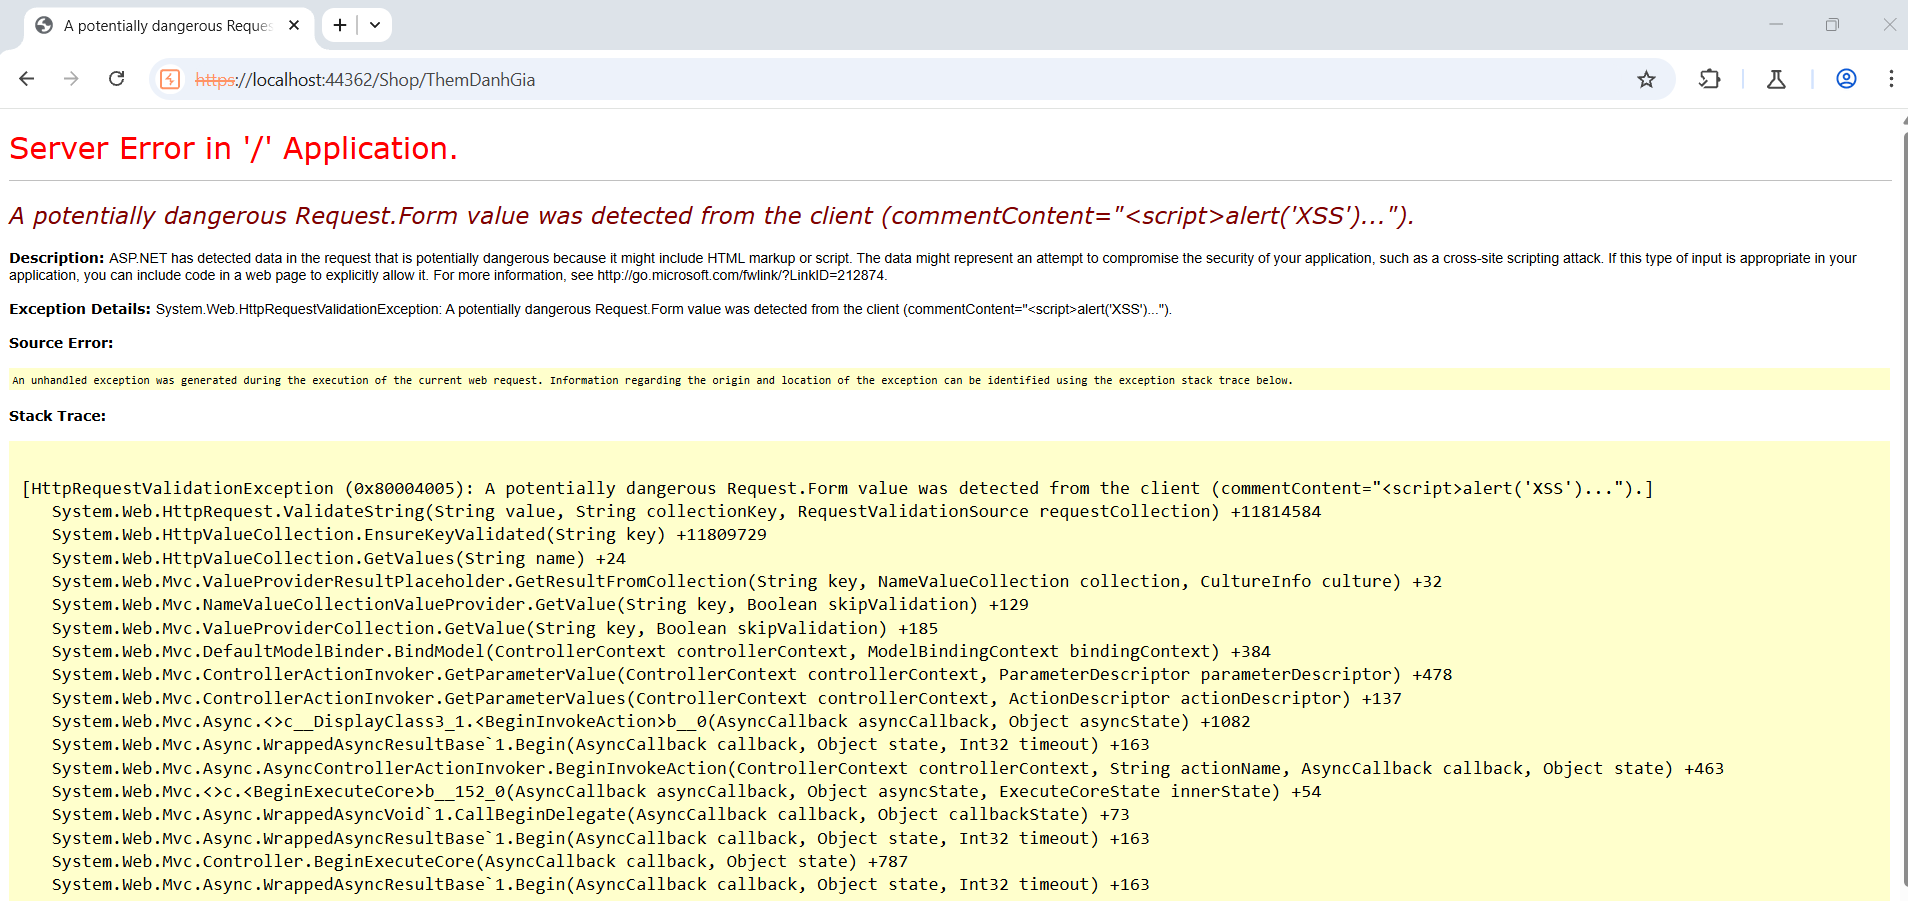 A potentially dangerous Reques
https://localhost:44362/Shop/ThemDanhGia
Server Error in '/' Application.
A potentially dangerous Request.Form value was detected from the client (commentContent="<script>alert('XSS')...").
Description: ASP.NET has detected data in the request that is potentially dangerous because it might include HTML markup or script. The data might represent an attempt to compromise the security of your application, such as a cross-site scripting attack. If this type of input is appropriate in your
application, you can include code in a web page to explicitly allow it. For more information, see http://go.microsoft.com/fwlink/?LinkID=212874.
Exception Details: System.Web.HttpRequestValidationException: A potentially dangerous Request.Form value was detected from the client (commentContent="<script>alert('XSS')...").
Source Error:
An unhandled exception was generated during the execution of the current web request. Information regarding the origin and location of the exception can be identified using the exception stack trace below.
Stack Trace:
[HttpRequestValidationException (0x80004005): A potentially dangerous Request.Form value was detected from the client (commentContent="<script>alert('XSS')...").]
System.Web.HttpRequest.ValidateString(String value, String collectionKey, RequestValidationSource requestCollection) +11814584
System.Web.HttpValueCollection.EnsureKeyValidated(String key) +11809729
System.Web.HttpValueCollection.GetValues(String name) +24
System.Web.Mvc.ValueProviderResultPlaceholder.GetResultFromCollection(String key, NameValueCollection collection, CultureInfo culture) +32
System.Web.Mvc.NameValueCollectionValueProvider.GetValue(String key, Boolean skipValidation) +129
System.Web.Mvc.ValueProviderCollection.GetValue(String key, Boolean skipValidation) +185
System.Web.Mvc.DefaultModelBinder.BindModel(ControllerContext controllerContext, ModelBindingContext bindingContext) +384
System.Web.Mvc.ControllerActionInvoker.GetParameterValue(ControllerContext controllerContext, ParameterDescriptor parameterDescriptor) +478
System.Web.Mvc.ControllerActionInvoker.GetParameterValues(ControllerContext controllerContext, ActionDescriptor actionDescriptor) +137
System.Web.Mvc.Async.<>c__DisplayClass3_1.<BeginInvokeAction>b__0(AsyncCallback asyncCallback, Object asyncState) +1082
System.Web.Mvc.Async.WrappedAsyncResultBase`1.Begin(AsyncCallback callback, Object state, Int32 timeout) +163
System.Web.Mvc.Async.AsyncControllerActionInvoker.BeginInvokeAction(ControllerContext controllerContext, String actionName, AsyncCallback callback, Object state) +463
System.Web.Mvc.<>c.<BeginExecuteCore>b__152_0(AsyncCallback asyncCallback, Object asyncState, ExecuteCoreState innerState) +54
System.Web.Mvc.Async.WrappedAsyncVoid`1.CallBeginDelegate(AsyncCallback callback, Object callbackState) +73
System.Web.Mvc.Async.WrappedAsyncResultBase`1.Begin(AsyncCallback callback, Object state, Int32 timeout) +163
System.Web.Mvc.Controller.BeginExecuteCore(AsyncCallback callback, Object state) +787
System.Web.Mvc.Async.WrappedAsyncResultBase`1.Begin(AsyncCallback callback, Object state, Int32 timeout) +163